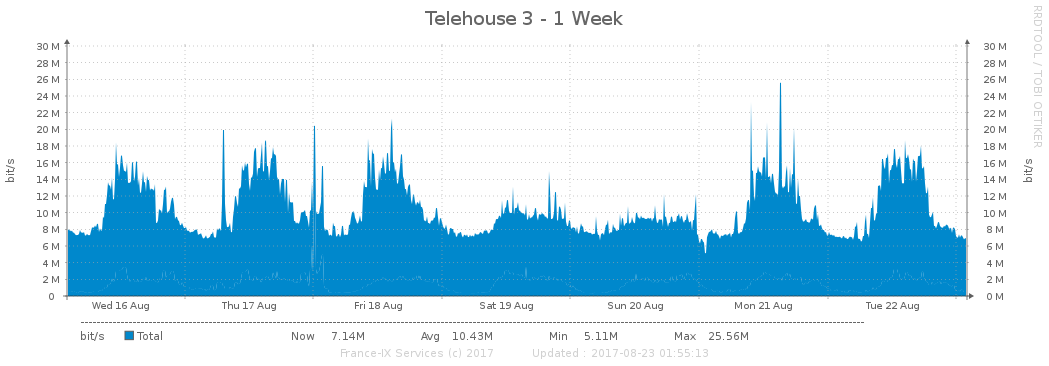 Telehouse 3 - 1 Week
RRDTOOL / TOBI OETIKER
bit/s
30 M 30 M
28 M 28 M
26 M 26 M
24 M 24 M
22 M 22 M
20 M 20 M
18 M 18 M
16 M 16 M
14 M 14 M
12 M 12 M
10 M 10 M
8 M 8 M
6 M 6 M
4 M 4 M
2 M 2 M
0 0 M
bit/s
Wed 16 Aug Thu 17 Aug Fri 18 Aug Sat 19 Aug Sun 20 Aug Mon 21 Aug Tue 22 Aug
bit/s Total Now 7.14M Avg 10.43M Min 5.11M Max 25.56M
France-IX Services (c) 2017 Updated : 2017-08-23 01:55:13